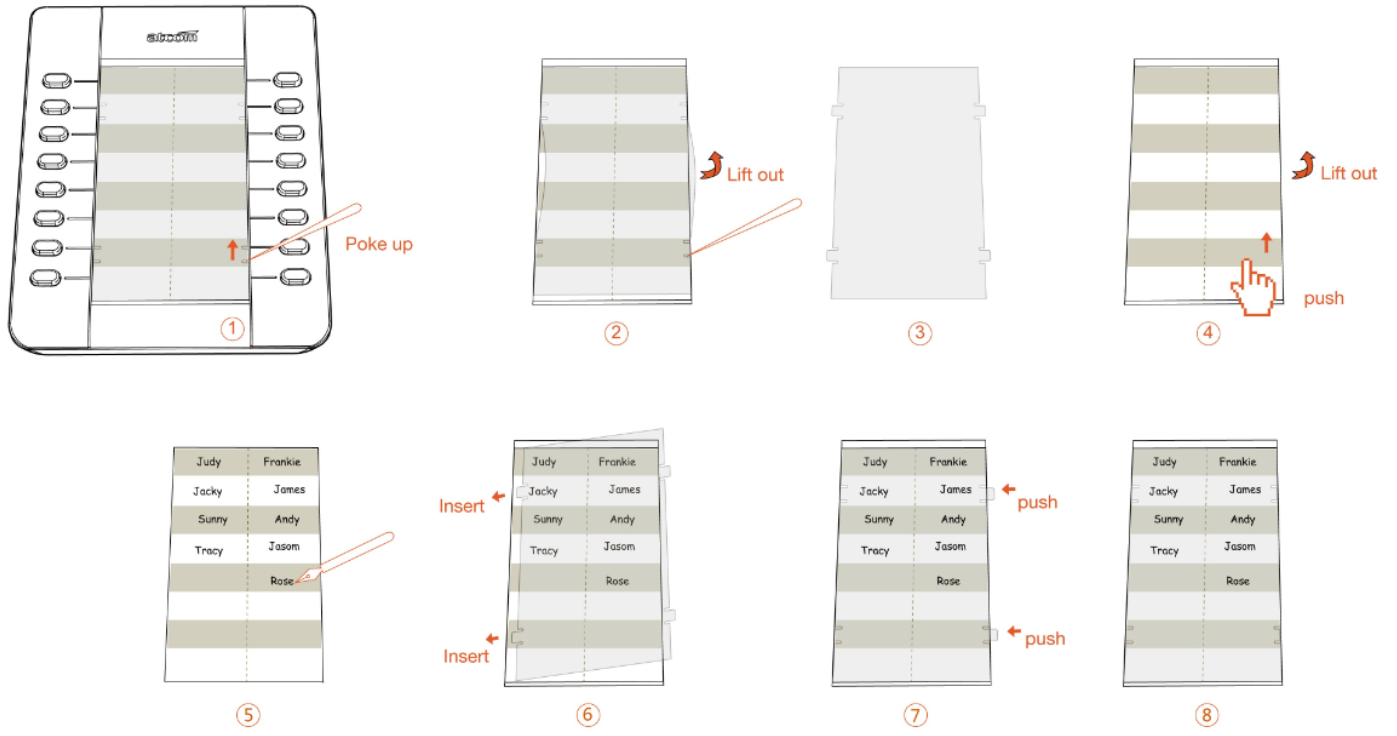 atcom
Poke up
①
Lift out
②
③
Lift out
push
④
Judy Frankie
Jacky James
Sunny Andy
Tracy Jasom
Rose
⑤
Judy Frankie
Insert Jacky James
Sunny Andy
Tracy Jasom
Rose
Insert
⑥
Judy Frankie
Jacky James push
Sunny Andy
Tracy Jasom
Rose
push
⑦
Judy Frankie
Jacky James
Sunny Andy
Tracy Jasom
Rose
⑧